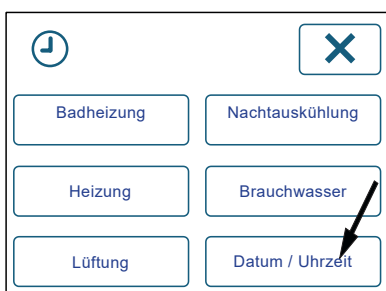 Badheizung Nachtauskühlung
Heizung Brauchwasser
Lüftung Datum / Uhrzeit